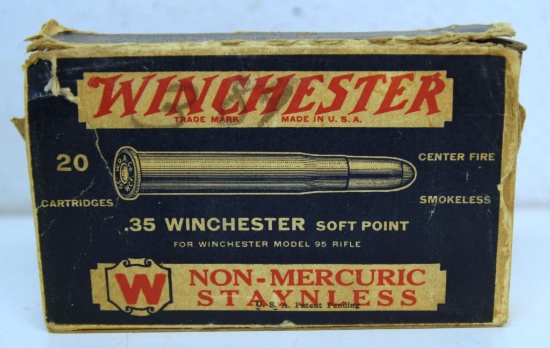 WINCHESTER
TRADE MARK MADE IN U.S.A.
20
CARTRIDGES
CENTER FIRE
SMOKELESS
.35 WINCHESTER SOFT POINT
FOR WINCHESTER MODEL 95 RIFLE
W
NON-MERCURIC
STAYNLESS
U.S.A. Patent Pending